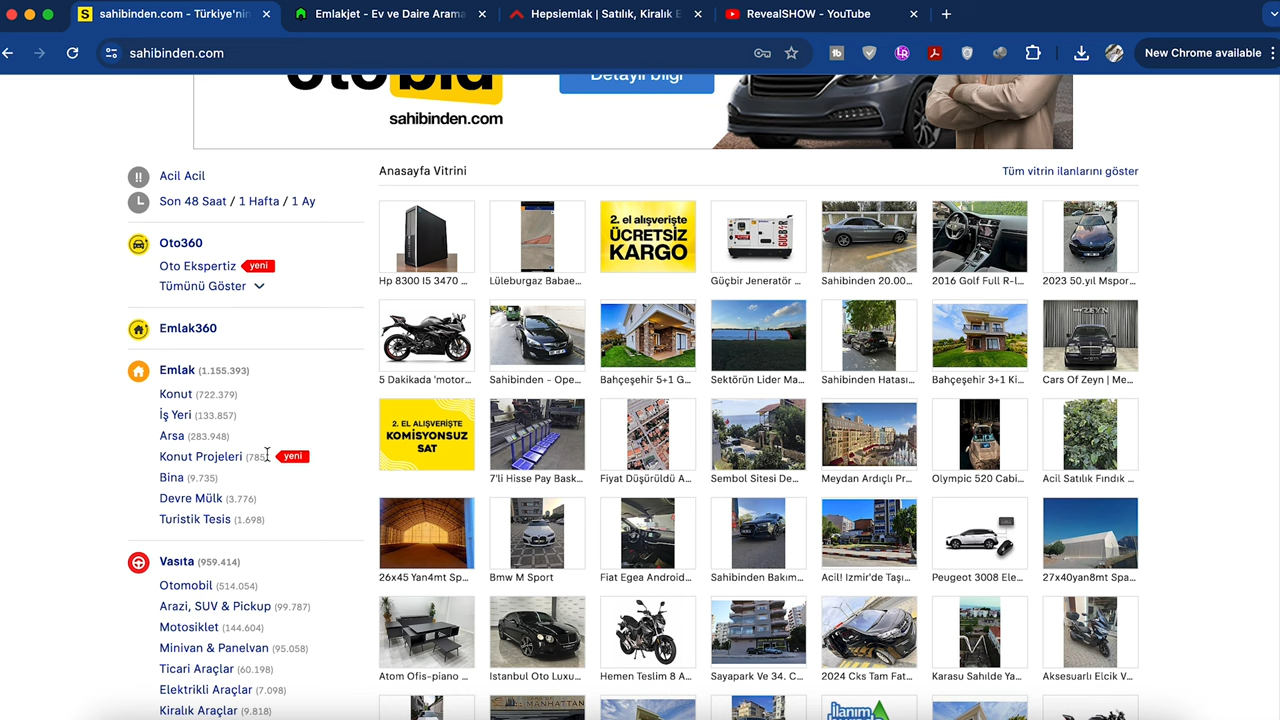 sahibinden.com - Türkiye'nin
Emlakjet - Ev ve Daire Arama
Hepsiemlak | Satılık, Kiralık E
RevealSHOW - YouTube
sahibinden.com
New Chrome available
otobid
sahibinden.com
Detaylı bilgi
Acil Acil
Son 48 Saat / 1 Hafta / 1 Ay
Oto360
Oto Ekspertiz yeni
Tümünü Göster
Emlak360
Emlak (1.155.393)
Konut (722.379)
İş Yeri (133.857)
Arsa (283.948)
Konut Projeleri (785 yeni
Bina (9.735)
Devre Mülk (3.776)
Turistik Tesis (1.698)
Vasıta (959.414)
Otomobil (514.054)
Arazi, SUV & Pickup (99.787)
Motosiklet (144.604)
Minivan & Panelvan (95.058)
Ticari Araçlar (60.198)
Elektrikli Araçlar (7.098)
Kiralık Araçlar (9.818)
Anasayfa Vitrini
Tüm vitrin ilanlarını göster
2. el alışverişte
ÜCRETSİZ
KARGO
Hp 8300 I5 3470 ...
Lüleburgaz Babae...
Güçbir Jeneratör ...
Sahibinden 20.00...
2016 Golf Full R-l...
2023 50.yıl Mspor...
ZEYN
5 Dakikada 'motor...
Sahibinden - Ope...
Bahçeşehir 5+1 G...
Sektörün Lider Ma...
Sahibinden Hatası...
Bahçeşehir 3+1 Ki...
Cars Of Zeyn | Me...
2. EL ALIŞVERİŞTE
KOMİSYONSUZ
SAT
7'li Hisse Pay Bask...
Fiyat Düşürüldü A...
Sembol Sitesi De...
Meydan Ardıçlı Pr...
Olympic 520 Cabi...
Acil Satılık Fındık ...
26x45 Yan4mt Sp...
Bmw M Sport
Fiat Egea Android...
Sahibinden Bakım...
Acil! Izmir'de Taşı...
Peugeot 3008 Ele...
27x40yan8mt Spa...
Atom Ofis-piano ...
Istanbul Oto Luxu...
Hemen Teslim 8 A...
Sayapark Ve 34. C...
2024 Cks Tam Fat...
Karasu Sahilde Ya...
Aksesuarlı Elcik V...
MANHATTAN
ilanım